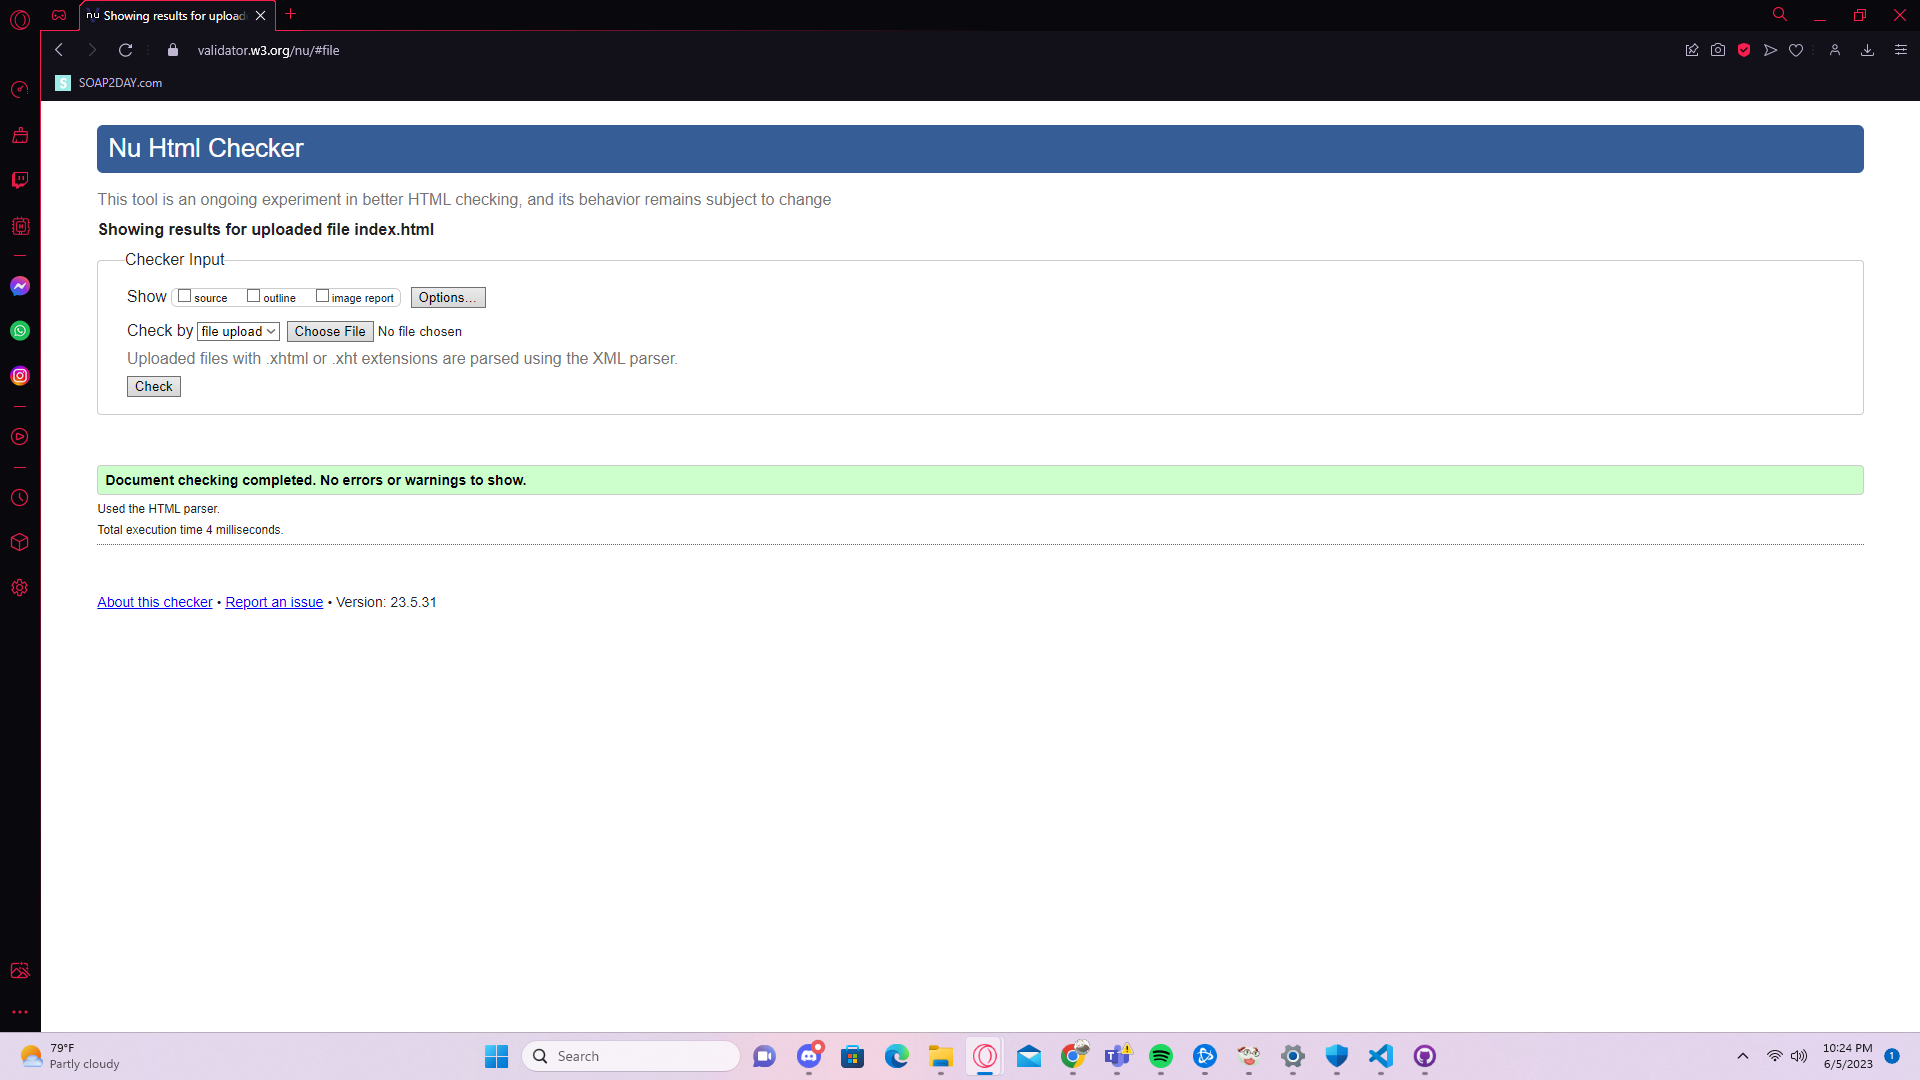 nu Showing results for upload
validator.w3.org/nu/#file
S SOAP2DAY.com
Nu Html Checker
This tool is an ongoing experiment in better HTML checking, and its behavior remains subject to change
Showing results for uploaded file index.html
Checker Input
Show source outline image report Options...
Check by file upload Choose File No file chosen
Uploaded files with .xhtml or .xht extensions are parsed using the XML parser.
Check
Document checking completed. No errors or warnings to show.
Used the HTML parser.
Total execution time 4 milliseconds.
About this checker • Report an issue • Version: 23.5.31
79°F
Partly cloudy
Search
10:24 PM
6/5/2023
1